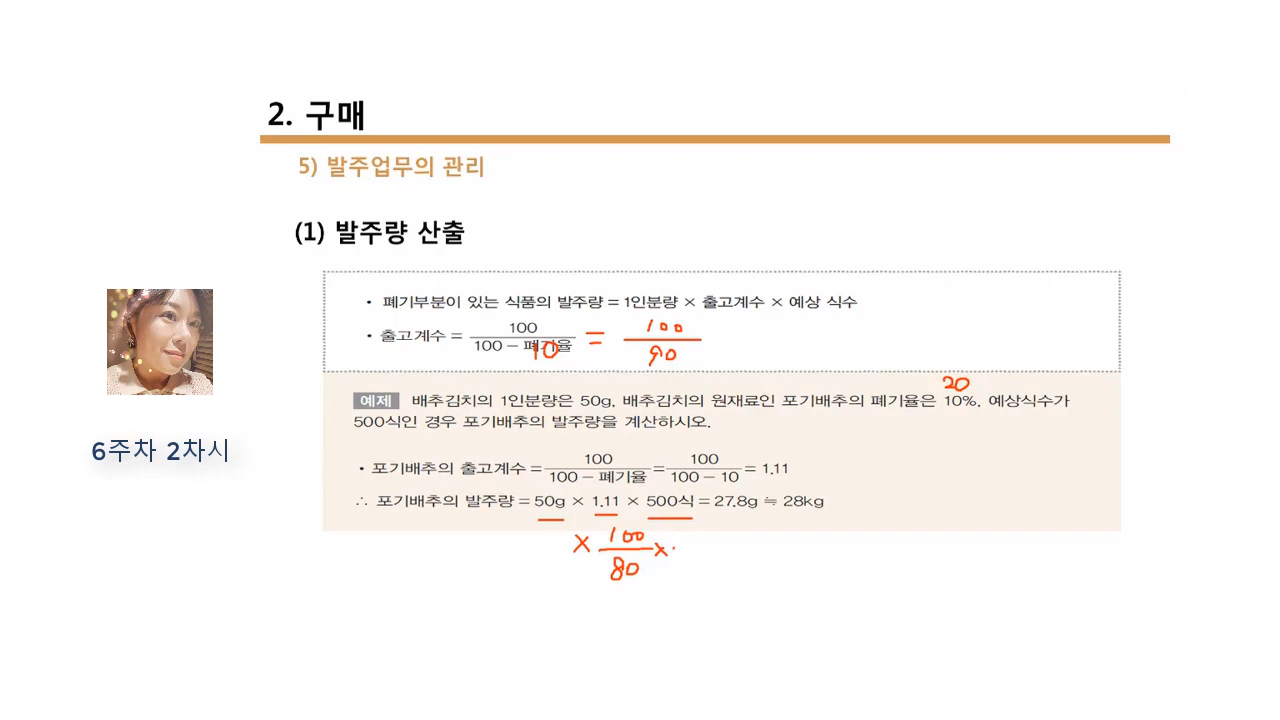 2. 구매
5) 발주업무의 관리
(1) 발주량 산출
• 폐기부분이 있는 식품의 발주량 = 1인분량 × 출고계수 × 예상 식수
• 출고계수 = 100 / 100 − 폐기율 10 = 100 / 90
20
예제 배추김치의 1인분량은 50g, 배추김치의 원재료인 포기배추의 폐기율은 10%, 예상식수가
500식인 경우 포기배추의 발주량을 계산하시오.
• 포기배추의 출고계수 = 100 / 100 − 폐기율 = 100 / 100 − 10 = 1.11
∴ 포기배추의 발주량 = 50g × 1.11 × 500식 = 27.8g ≒ 28kg
× 100 / 80 ×
6주차 2차시